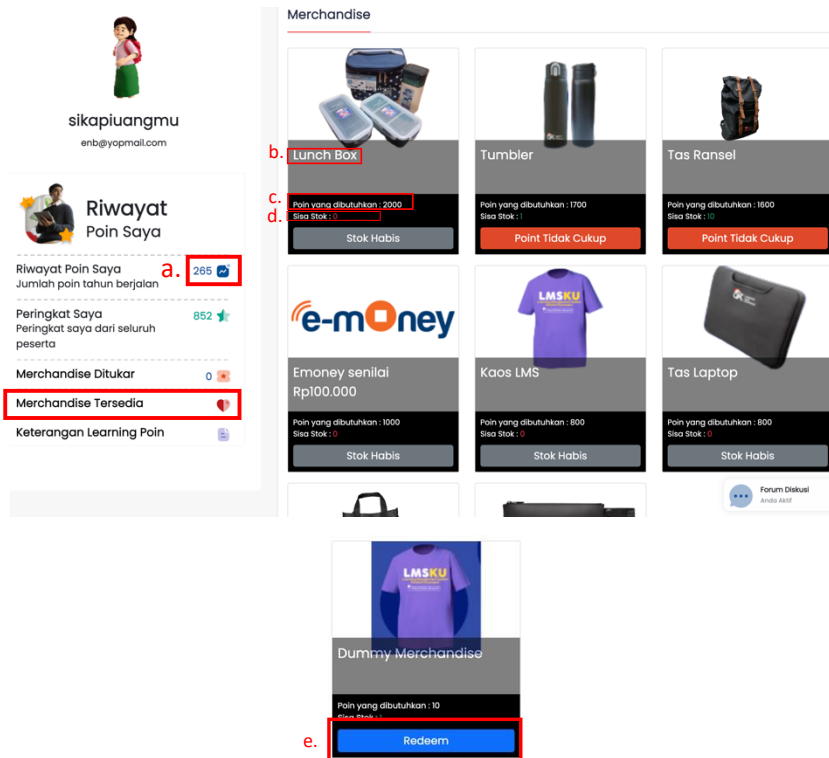 sikapiuangmu
enb@yopmail.com
Riwayat
Poin Saya
Riwayat Poin Saya
Jumlah poin tahun berjalan
a.
265
Peringkat Saya
Peringkat saya dari seluruh
peserta
852
Merchandise Ditukar
0
Merchandise Tersedia
Keterangan Learning Poin
Merchandise
b.
Lunch Box
c.
Poin yang dibutuhkan : 2000
d.
Sisa Stok : 0
Stok Habis
Tumbler
Poin yang dibutuhkan : 1700
Sisa Stok : 1
Point Tidak Cukup
Tas Ransel
Poin yang dibutuhkan : 1600
Sisa Stok : 10
Point Tidak Cukup
e-money
Emoney senilai
Rp100.000
Poin yang dibutuhkan : 1000
Sisa Stok : 0
Stok Habis
LMSKU
Kaos LMS
Poin yang dibutuhkan : 800
Sisa Stok : 0
Stok Habis
Tas Laptop
Poin yang dibutuhkan : 800
Sisa Stok : 0
Stok Habis
Forum Diskusi
Anda Aktif
LMSKU
Dummy Merchandise
Poin yang dibutuhkan : 10
Sisa Stok : 1
e.
Redeem